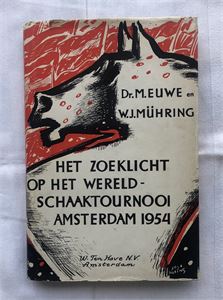 Dr. M. EUWE en
W.J. MÜHRING
HET ZOEKLICHT
OP HET WERELD-
SCHAAKTOURNOOI
AMSTERDAM 1954
W. Ten Have N.V.
Amsterdam